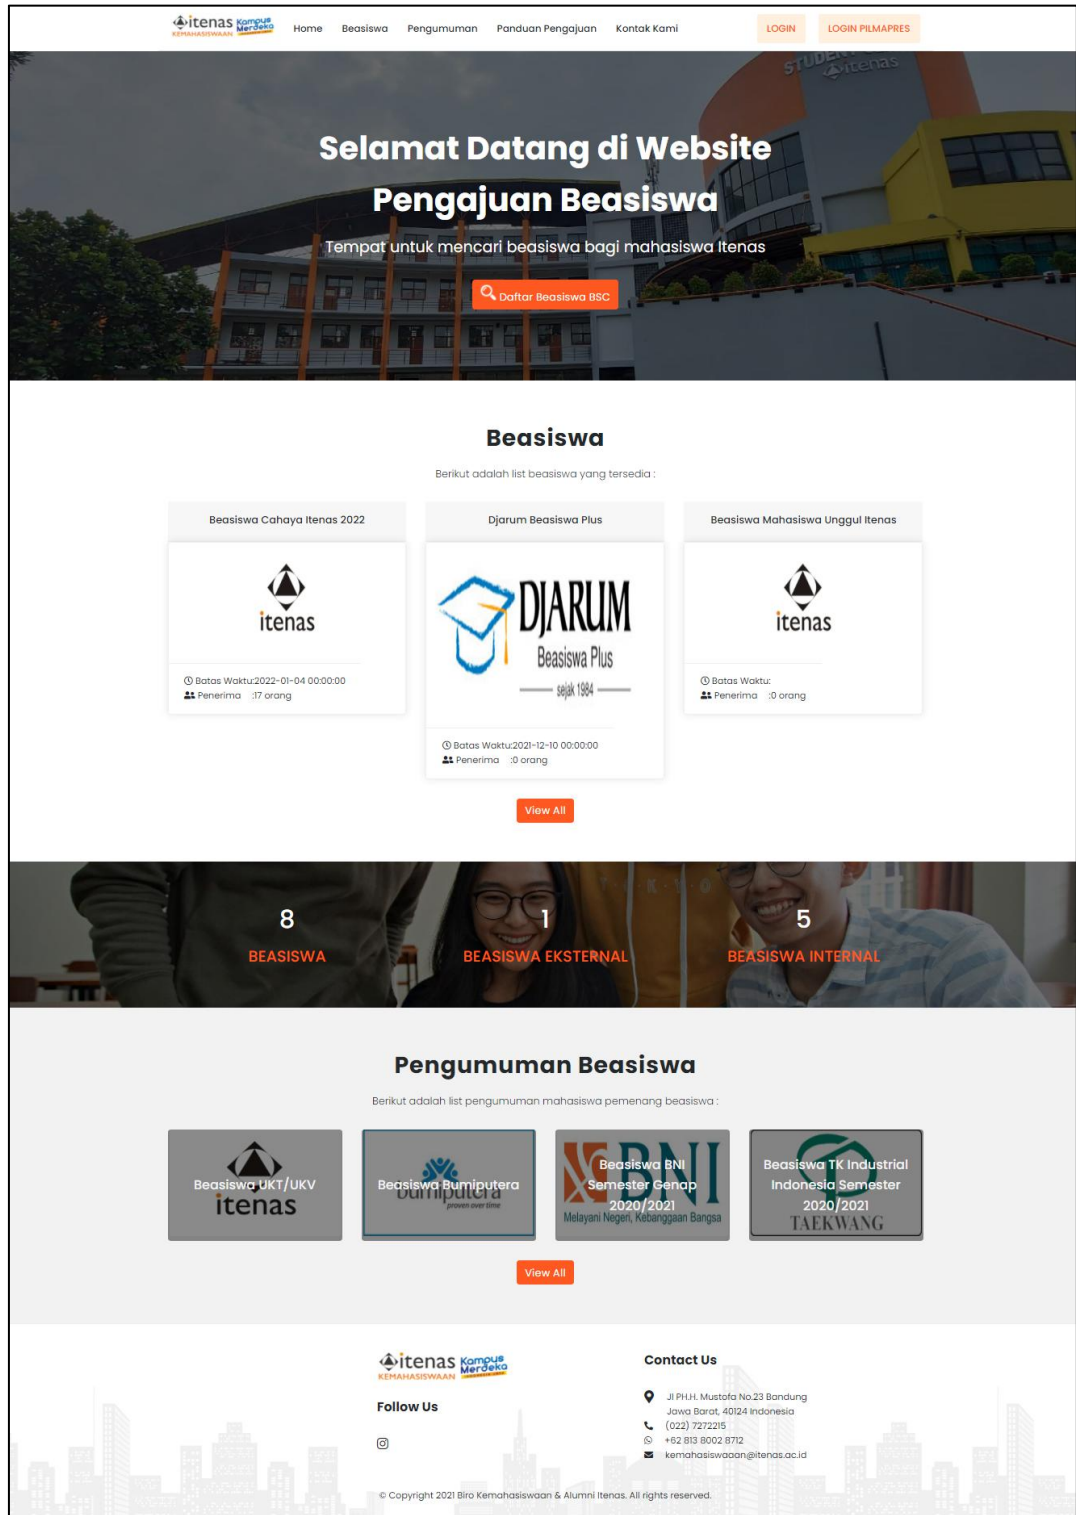 itenas Kampus Merdeka
KEMAHASISWAAN
Home Beasiswa Pengumuman Panduan Pengajuan Kontak Kami LOGIN LOGIN PILMAPRES
itenas
Selamat Datang di Website
Pengajuan Beasiswa
Tempat untuk mencari beasiswa bagi mahasiswa Itenas
Daftar Beasiswa BSC
Beasiswa
Berikut adalah list beasiswa yang tersedia :
Beasiswa Cahaya Itenas 2022
itenas
Batas Waktu:2022-01-04 00:00:00
Penerima :17 orang
Djarum Beasiswa Plus
DJARUM
Beasiswa Plus
sejak 1984
Batas Waktu:2021-12-10 00:00:00
Penerima :0 orang
Beasiswa Mahasiswa Unggul Itenas
itenas
Batas Waktu:
Penerima :0 orang
View All
8
BEASISWA
1
BEASISWA EKSTERNAL
5
BEASISWA INTERNAL
Pengumuman Beasiswa
Berikut adalah list pengumuman mahasiswa pemenang beasiswa :
Beasiswa UKT/UKV
itenas
Beasiswa Bumiputera
bumiputera
proven over time
BNI
Beasiswa BNI
Semester Genap
2020/2021
Melayani Negeri, Kebanggaan Bangsa
Beasiswa TK Industrial
Indonesia Semester
2020/2021
TAEKWANG
View All
itenas Kampus Merdeka
KEMAHASISWAAN
Follow Us
Contact Us
Jl PH.H. Mustofa No.23 Bandung
Jawa Barat, 40124 Indonesia
(022) 7272215
+62 813 8002 8712
kemahasiswaaan@itenas.ac.id
© Copyright 2021 Biro Kemahasiswaan & Alumni Itenas. All rights reserved.